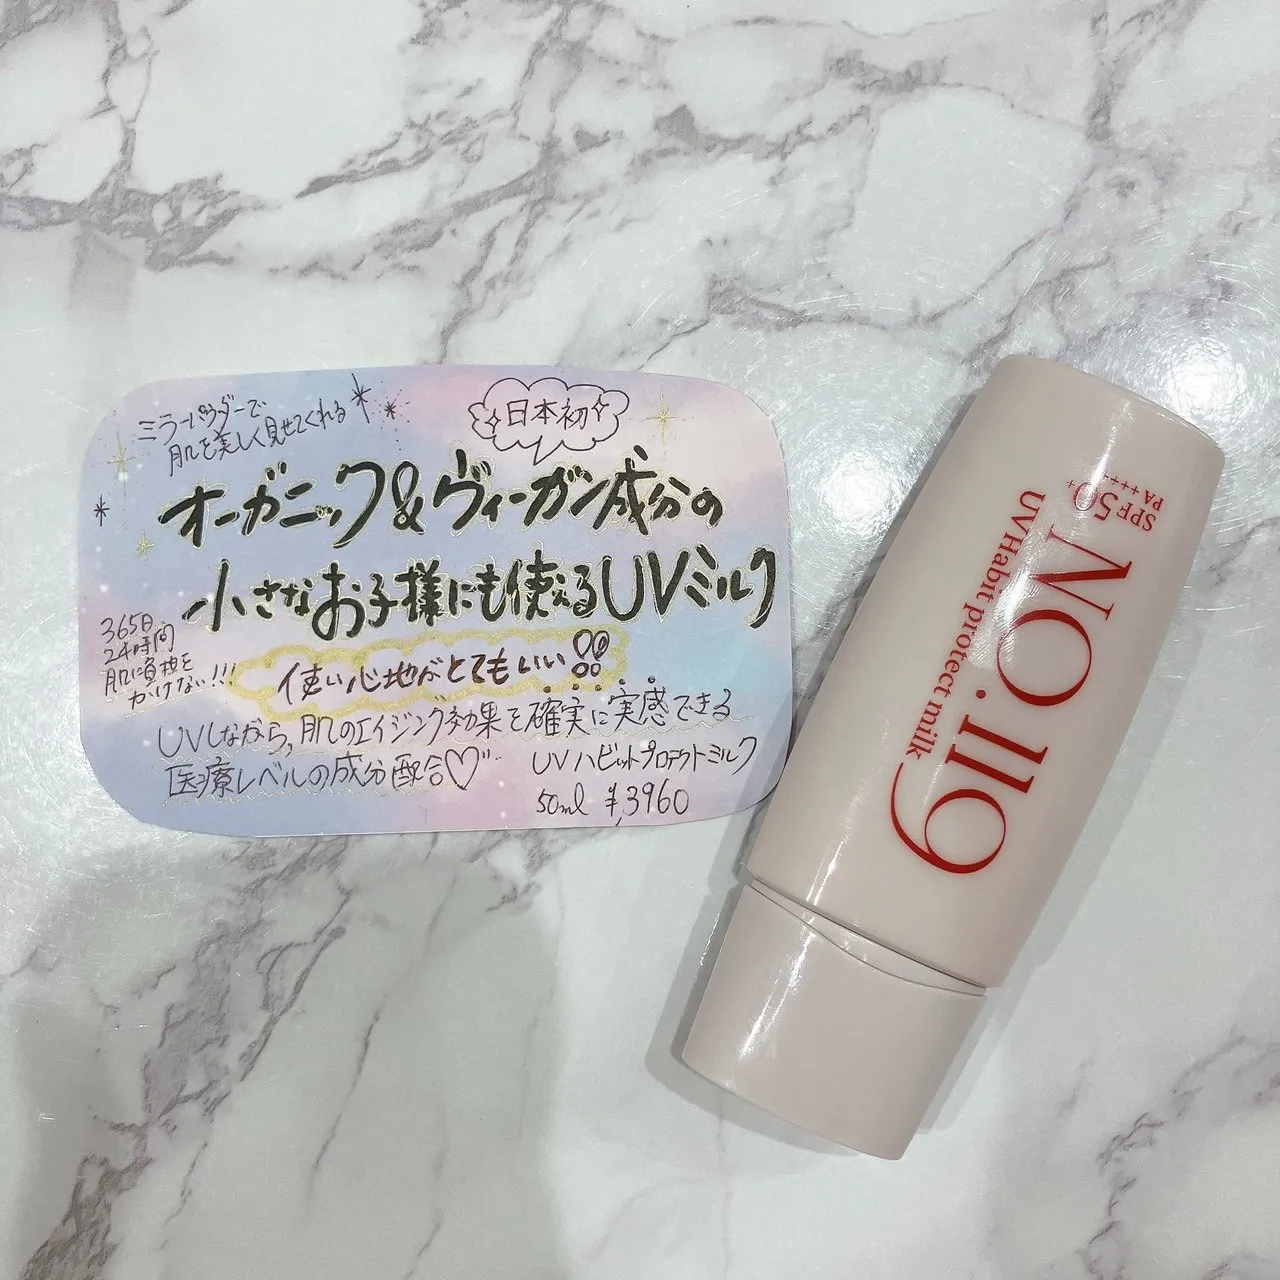 ミラーパウダーで
肌を美しく見せてくれる
日本初
オーガニック&ヴィーガン成分の
小さなお子様にも使えるUVミルク
365日
24時間
肌に負担を
かけない!!!
使い心地がとてもいい!!
UVしながら,肌のエイジング効果を確実に実感できる
医療レベルの成分配合♡
UVハビットプロテクトミルク
50ml ¥3960
SPF50+
PA++++
NO.119
UV Habit protect milk